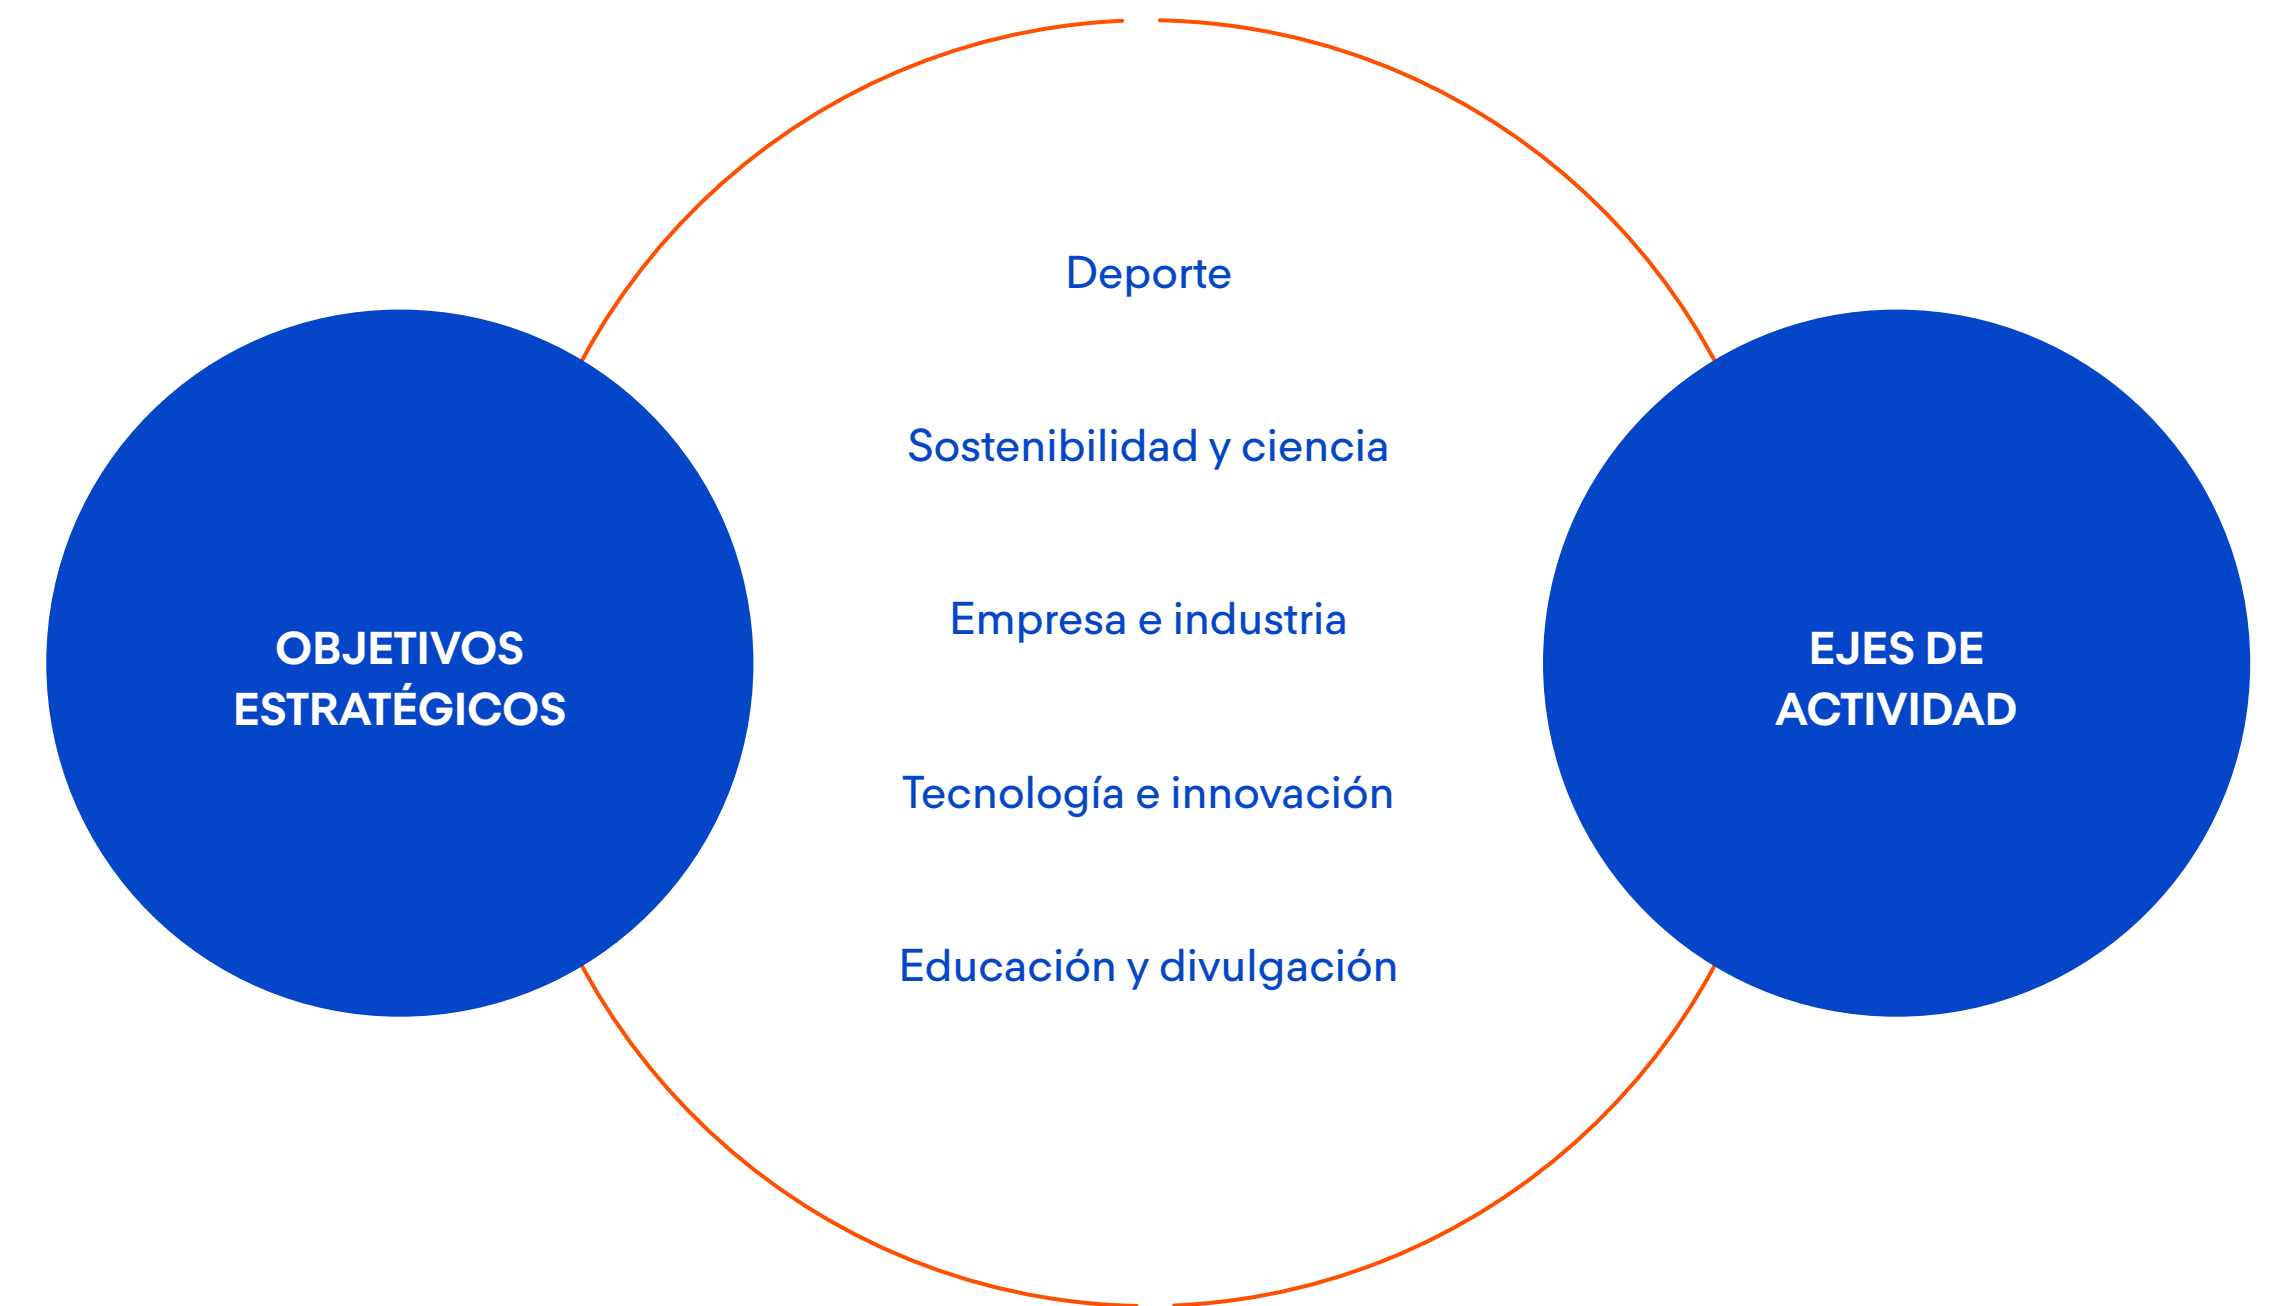 OBJETIVOS
ESTRATÉGICOS
Deporte
Sostenibilidad y ciencia
Empresa e industria
Tecnología e innovación
Educación y divulgación
EJES DE
ACTIVIDAD